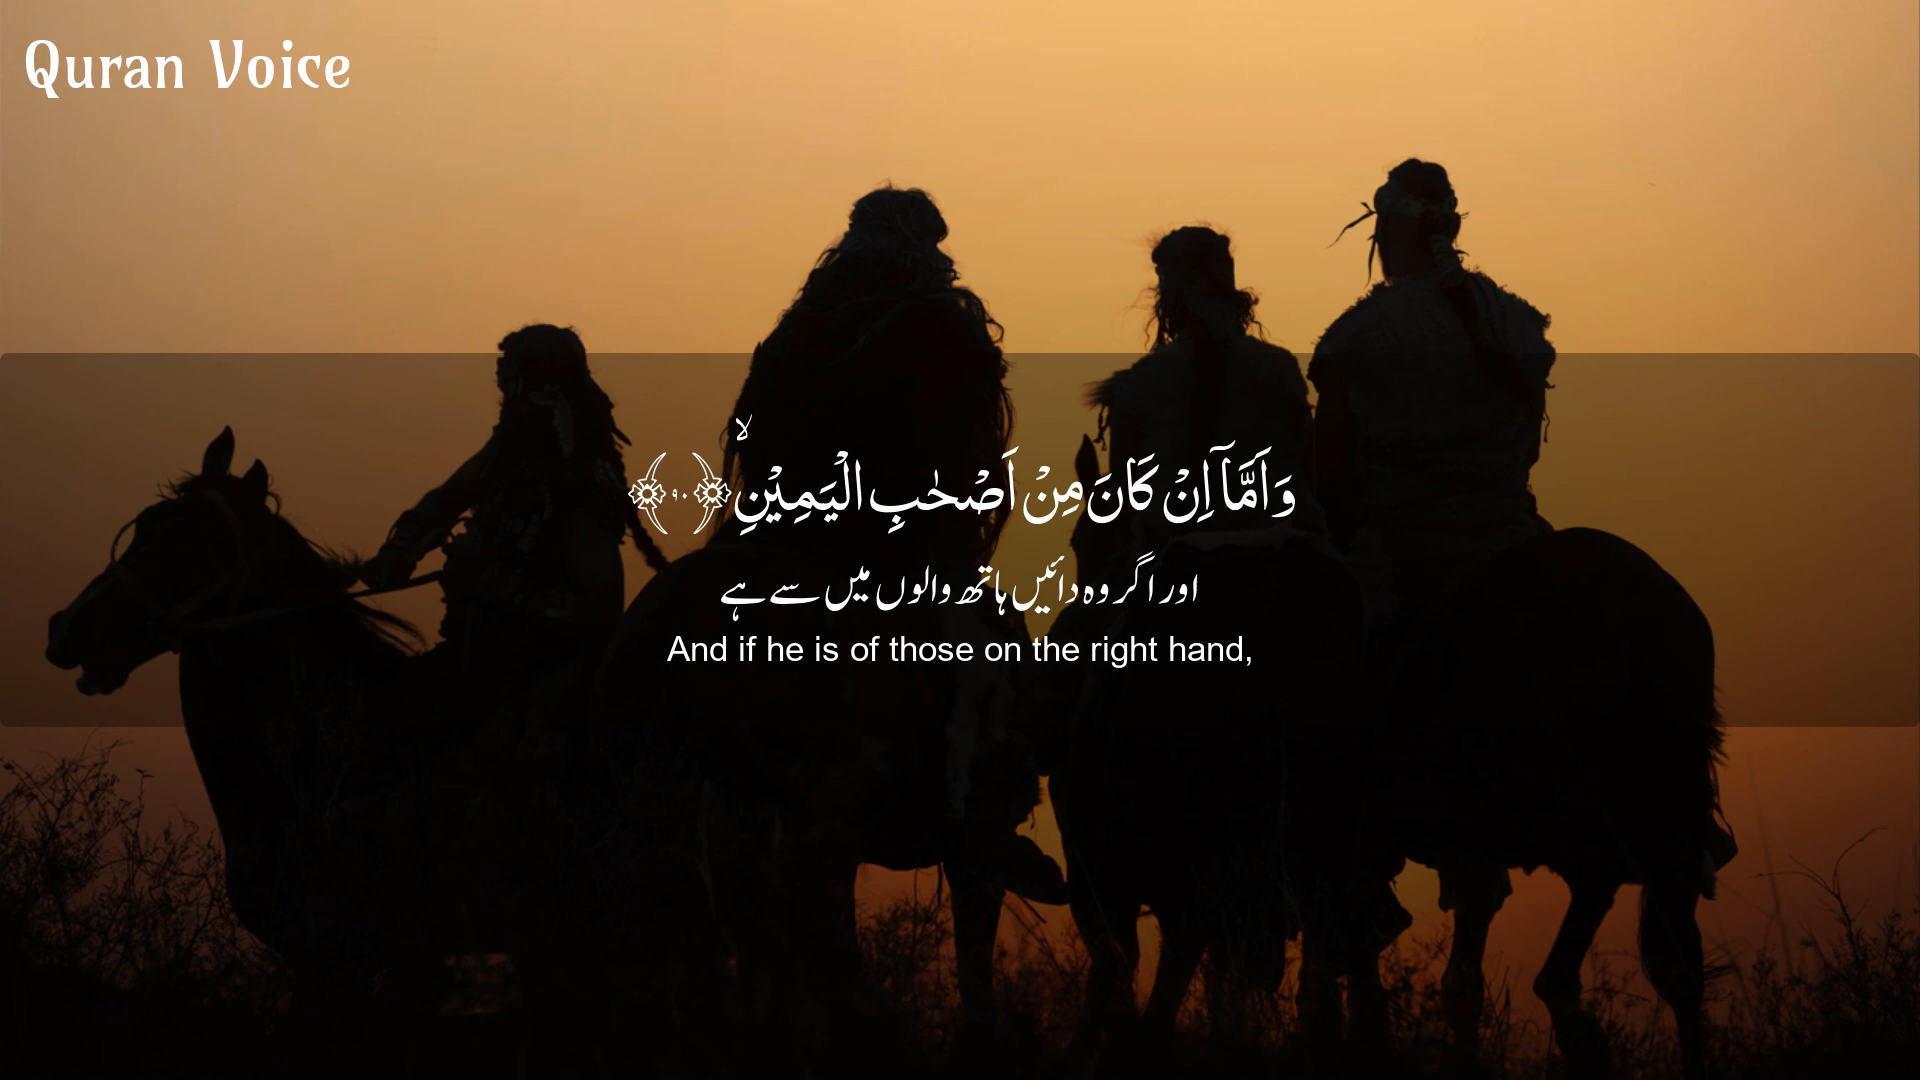 Quran Voice
وَاَمَّاۤ اِنْ كَانَ مِنْ اَصْحٰبِ الْيَمِيْنِۙ ﴿۹۰﴾
اور اگر وہ دائیں ہاتھ والوں میں سے ہے
And if he is of those on the right hand,